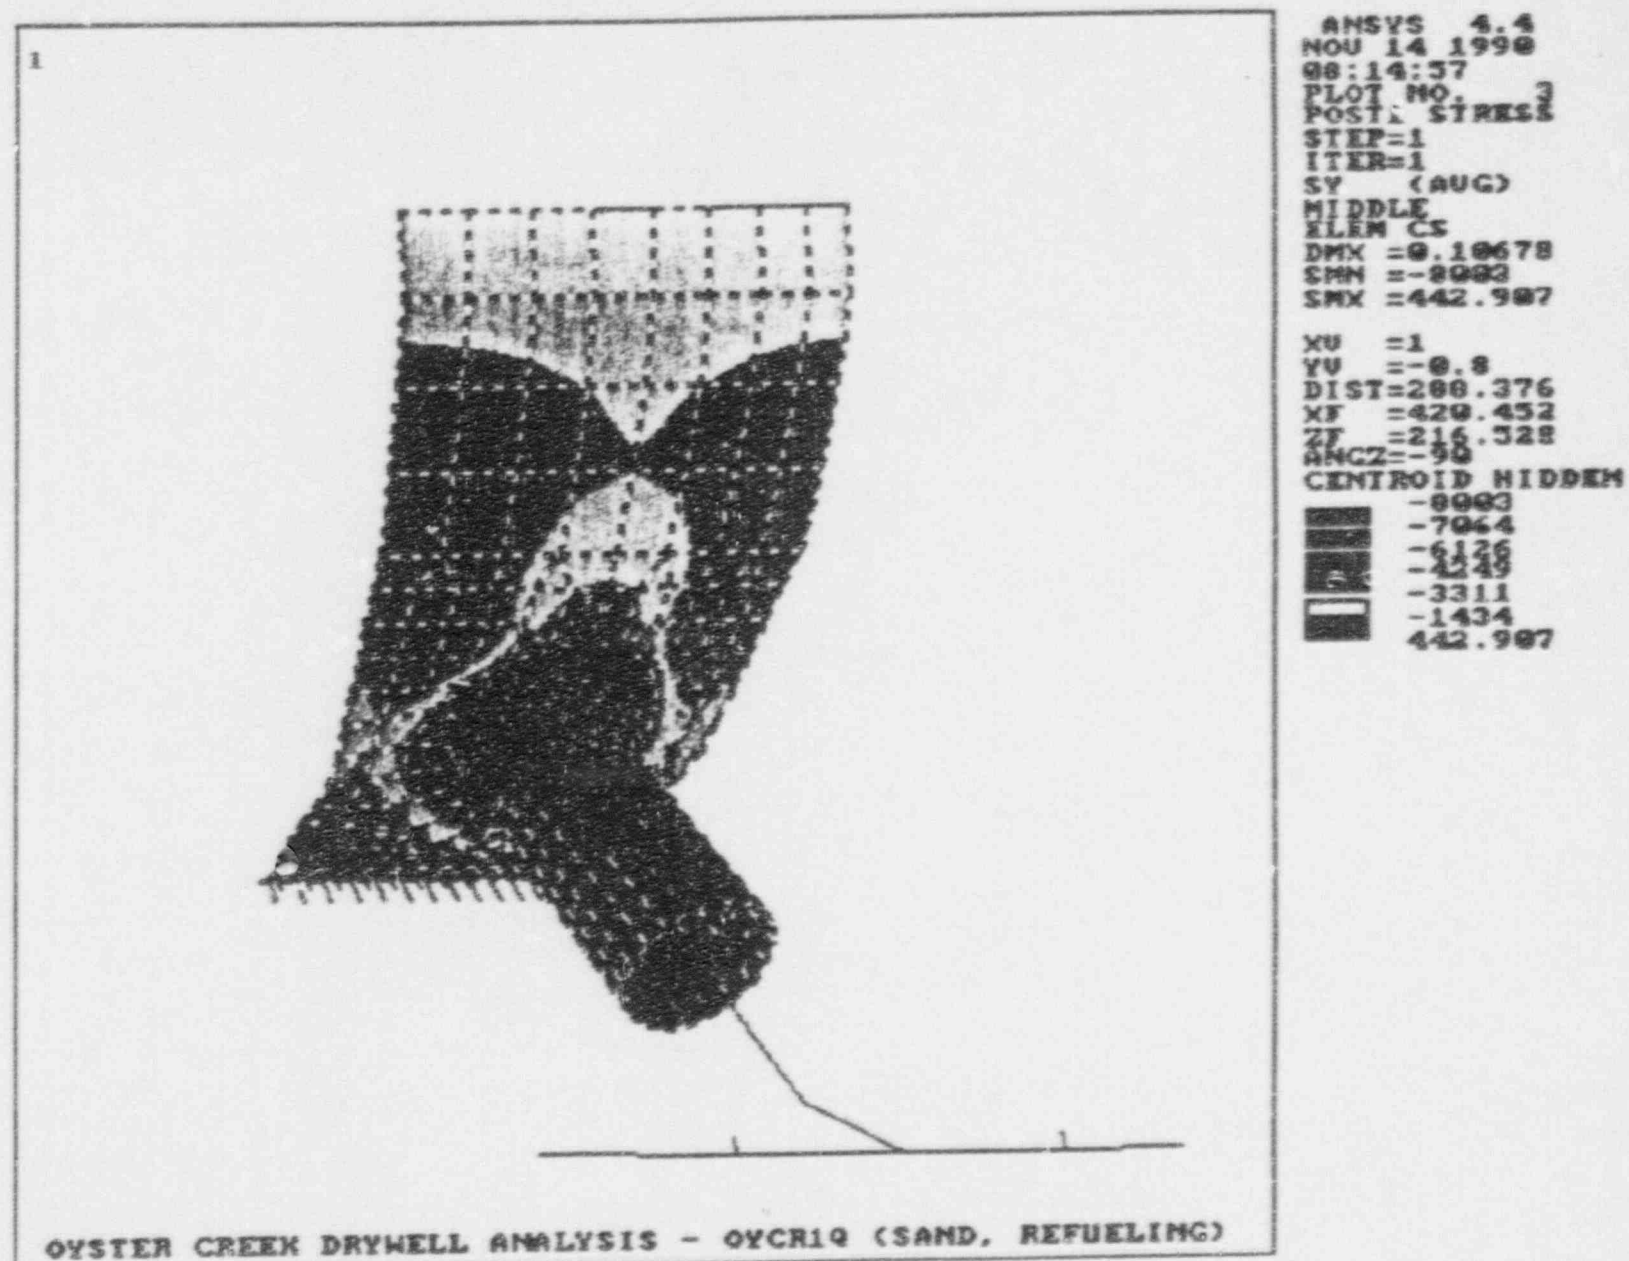 1
ANSYS 4.4
NOV 14 1990
08:14:57
PLOT NO. 3
POST1 STRESS
STEP=1
ITER=1
SY (AVG)
MIDDLE
ELEM CS
DMX =0.10678
SMN =-8003
SMX =442.907
XV =1
YV =-0.8
DIST=288.376
XF =420.452
ZF =216.528
ANGZ=-90
CENTROID HIDDEN
-8003
-7064
-6126
-4249
-3311
-1434
442.907
OYSTER CREEK DRYWELL ANALYSIS - OYCR1Q (SAND, REFUELING)